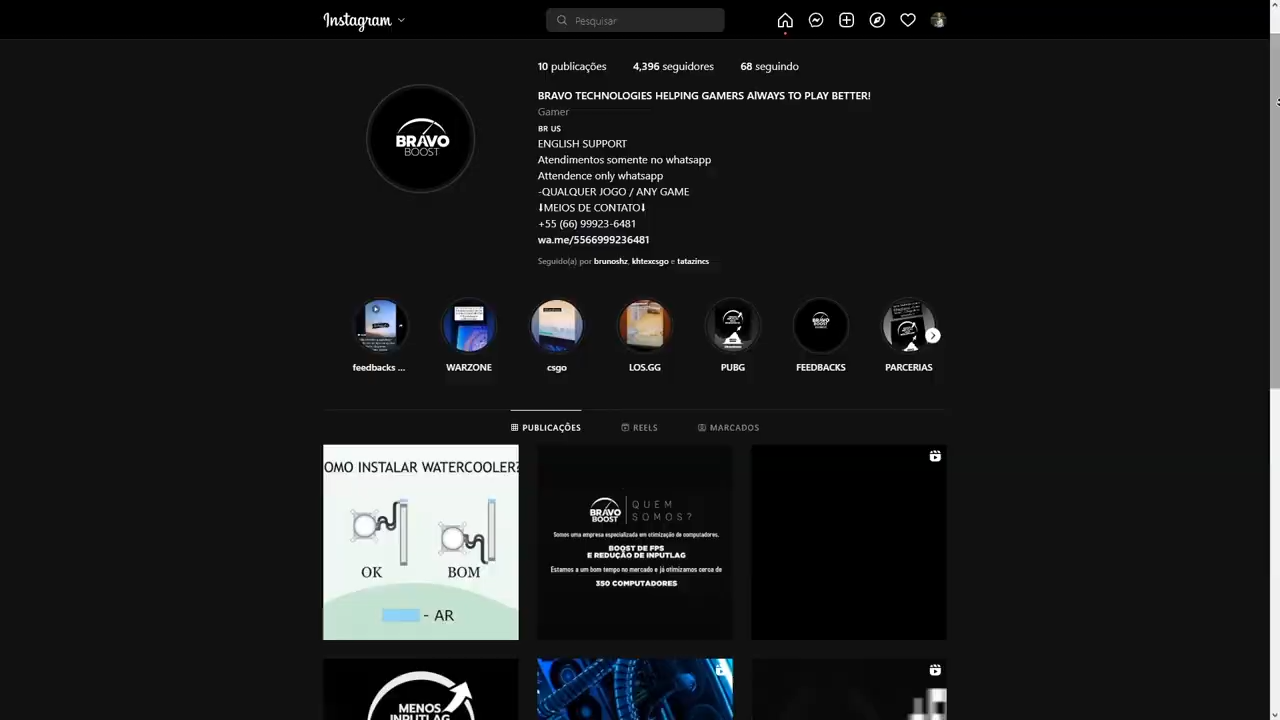 Instagram
Pesquisar
10 publicações 4,396 seguidores 68 seguindo
BRAVO BOOST
BRAVO TECHNOLOGIES HELPING GAMERS AlWAYS TO PLAY BETTER!
Gamer
BR US
ENGLISH SUPPORT
Atendimentos somente no whatsapp
Attendence only whatsapp
-QUALQUER JOGO / ANY GAME
⬇MEIOS DE CONTATO⬇
+55 (66) 99923-6481
wa.me/5566999236481
Seguido(a) por brunoshz, khtexcsgo e tatazincs
feedbacks ... WARZONE csgo LOS.GG PUBG FEEDBACKS PARCERIAS
PUBLICAÇÕES REELS MARCADOS
OMO INSTALAR WATERCOOLER?
OK BOM
- AR
BRAVO BOOST
QUEM
SOMOS?
Somos uma empresa especializada em otimização de computadores.
BOOST DE FPS
E REDUÇÃO DE INPUTLAG
Estamos a um bom tempo no mercado e já otimizamos cerca de
350 COMPUTADORES
MENOS
INPUTLAG